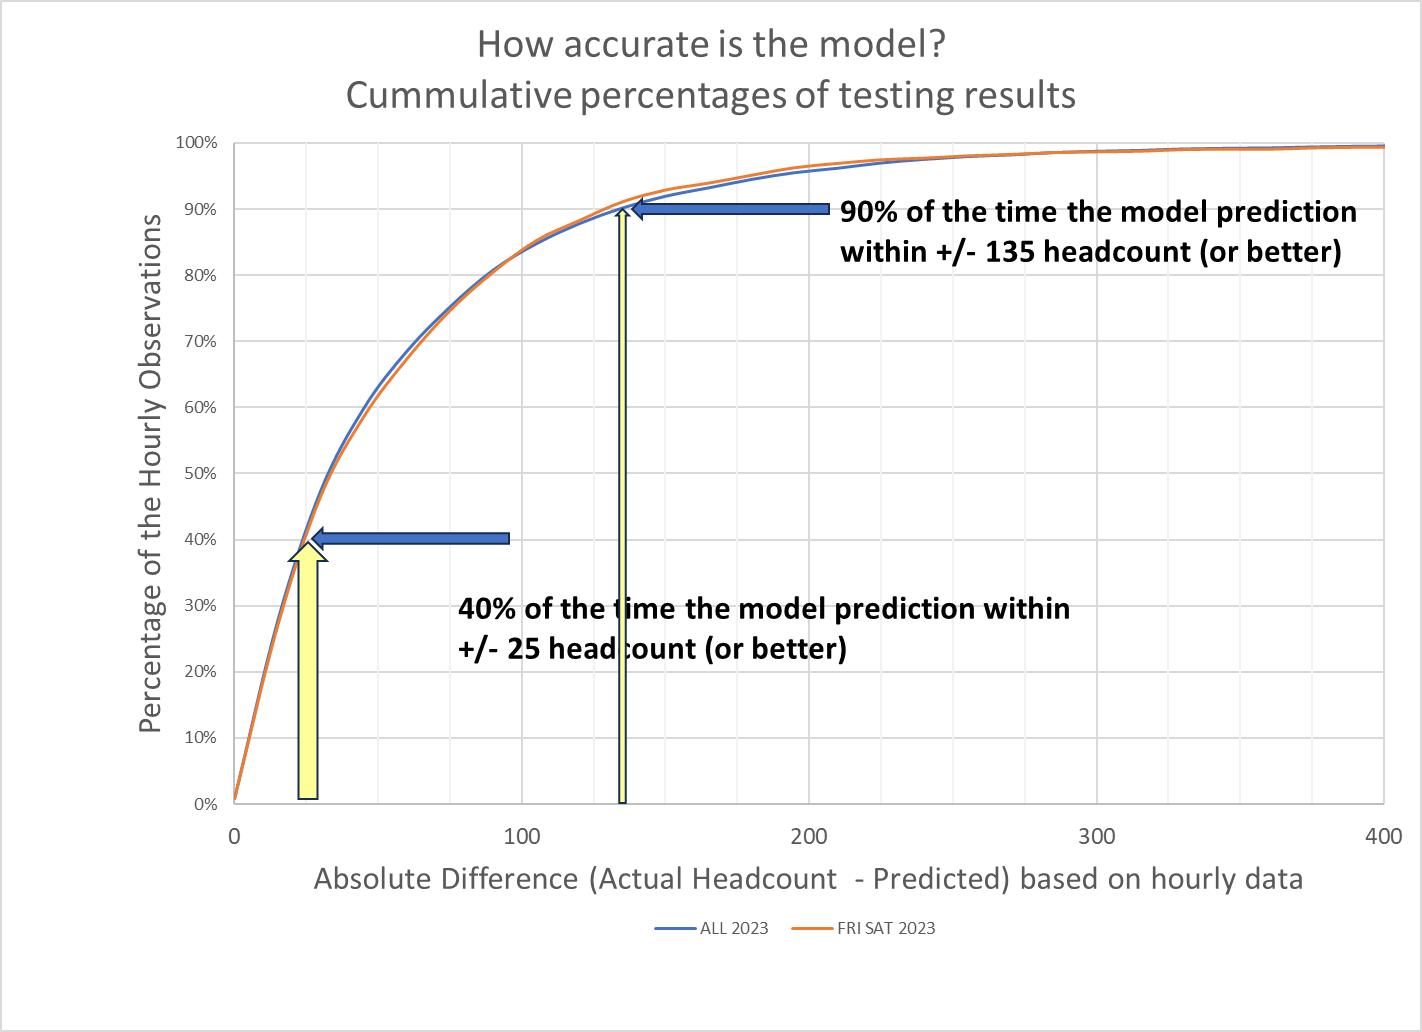 How accurate is the model?
Cummulative percentages of testing results
100%
90%
80%
70%
60%
50%
40%
30%
20%
10%
0%
Percentage of the Hourly Observations
90% of the time the model prediction
within +/- 135 headcount (or better)
40% of the time the model prediction within
+/- 25 headcount (or better)
0 100 200 300 400
Absolute Difference (Actual Headcount - Predicted) based on hourly data
ALL 2023 FRI SAT 2023